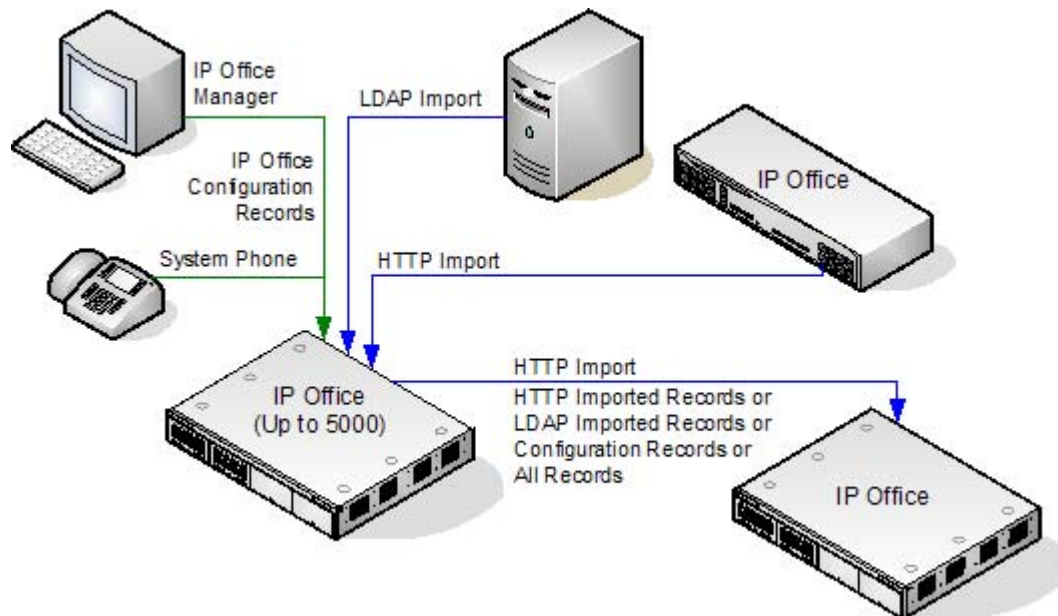 IP Office
Manager
LDAP Import
IP Office
Configuration
Records
IP Office
System Phone
HTTP Import
IP Office
(Up to 5000)
HTTP Import
HTTP Imported Records or
LDAP Imported Records or
Configuration Records or
All Records
IP Office